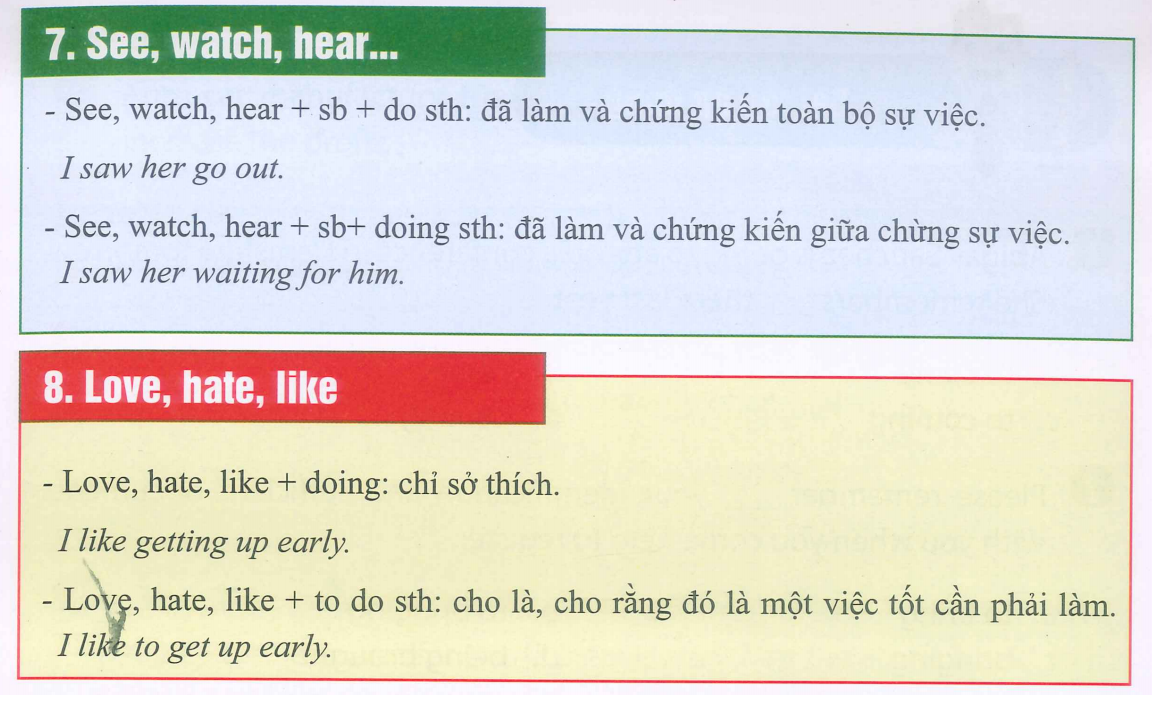 7. See, watch, hear...
- See, watch, hear + sb + do sth: đã làm và chứng kiến toàn bộ sự việc.
I saw her go out.
- See, watch, hear + sb+ doing sth: đã làm và chứng kiến giữa chừng sự việc.
I saw her waiting for him.
8. Love, hate, like
- Love, hate, like + doing: chỉ sở thích.
I like getting up early.
- Love, hate, like + to do sth: cho là, cho rằng đó là một việc tốt cần phải làm.
I like to get up early.